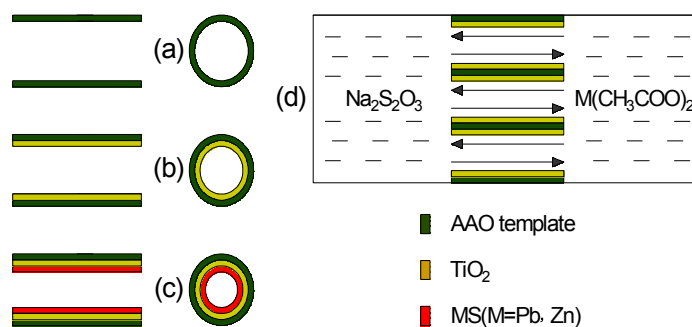 (a)
(b)
(c)
(d)
Na₂S₂O₃
M(CH₃COO)₂
AAO template
TiO₂
MS(M=Pb, Zn)